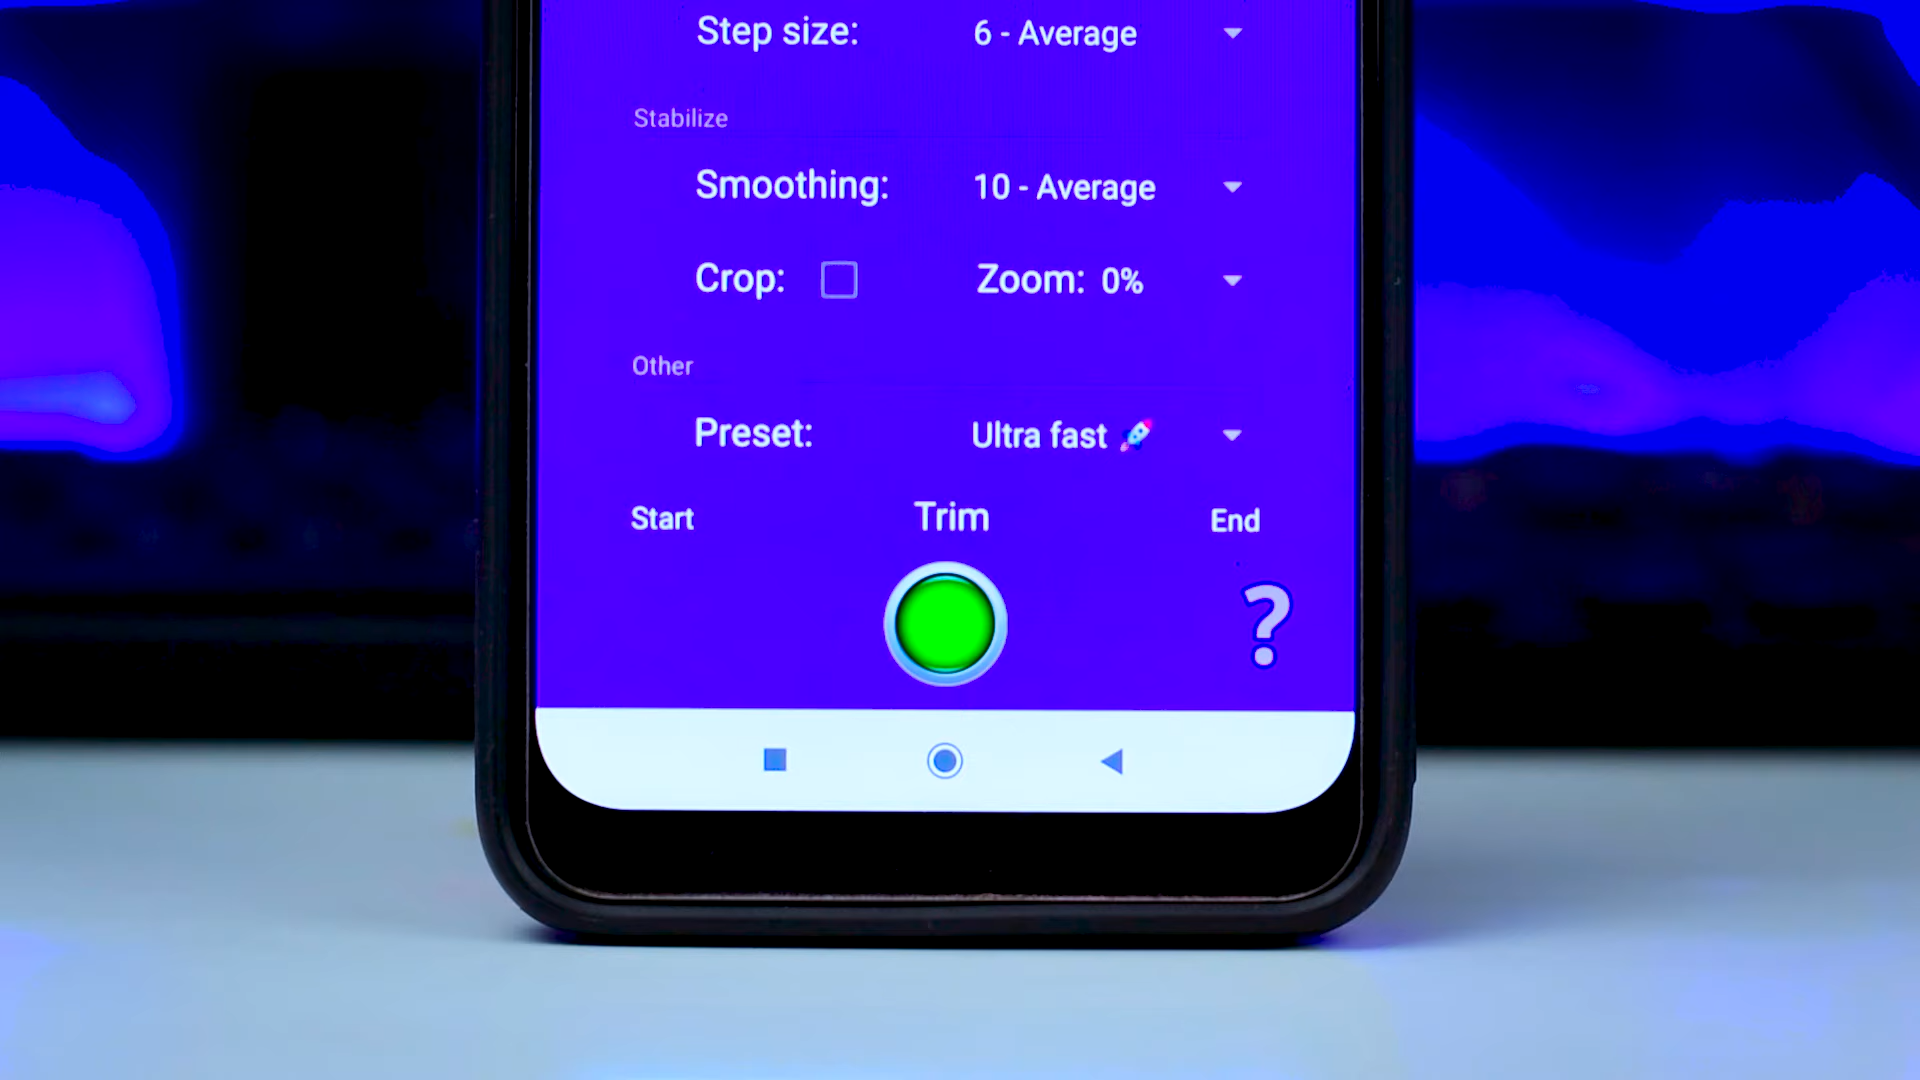 Step size: 6 - Average
Stabilize
Smoothing: 10 - Average
Crop: Zoom: 0%
Other
Preset: Ultra fast 🚀
Start Trim End
?